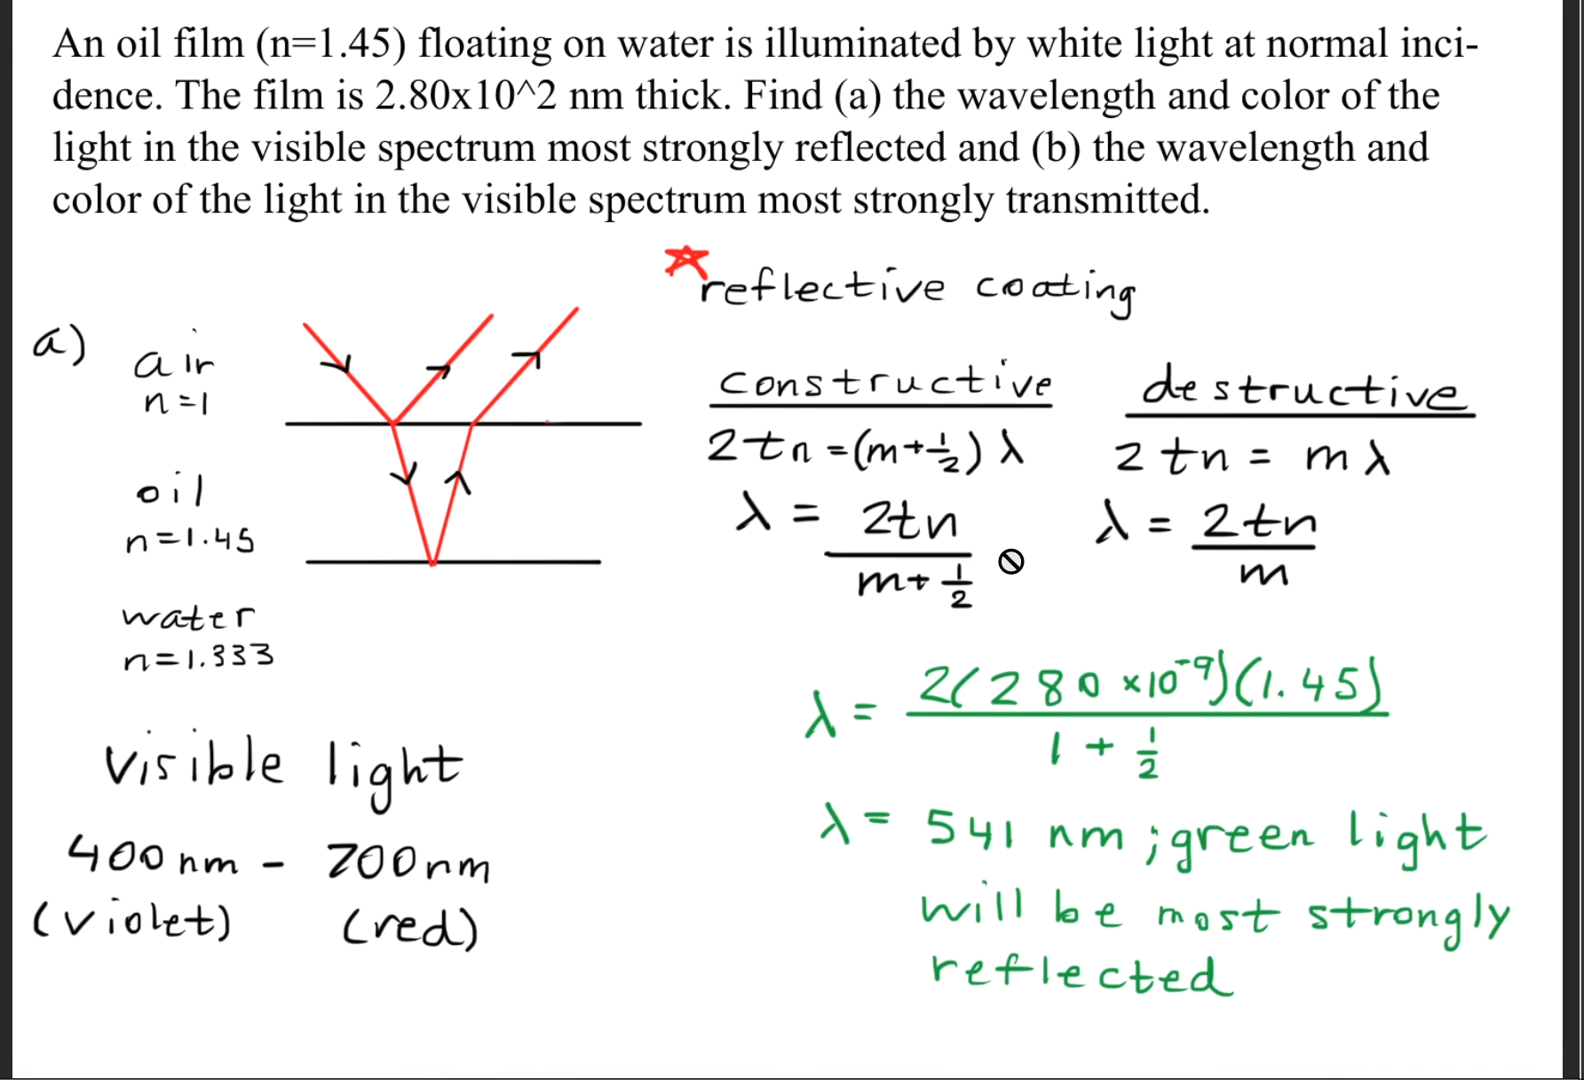 An oil film (n=1.45) floating on water is illuminated by white light at normal inci-
dence. The film is 2.80x10^2 nm thick. Find (a) the wavelength and color of the
light in the visible spectrum most strongly reflected and (b) the wavelength and
color of the light in the visible spectrum most strongly transmitted.
reflective coating
a) air
n=1
oil
n=1.45
water
n=1.333
visible light
400nm - 700nm
(violet) (red)
constructive
2tn=(m+1/2)λ
λ = 2tn
m+1/2
destructive
2tn = mλ
λ = 2tn
m
λ = 2(280 ×10⁻⁹)(1.45)
1+1/2
λ= 541 nm ; green light
will be most strongly
reflected